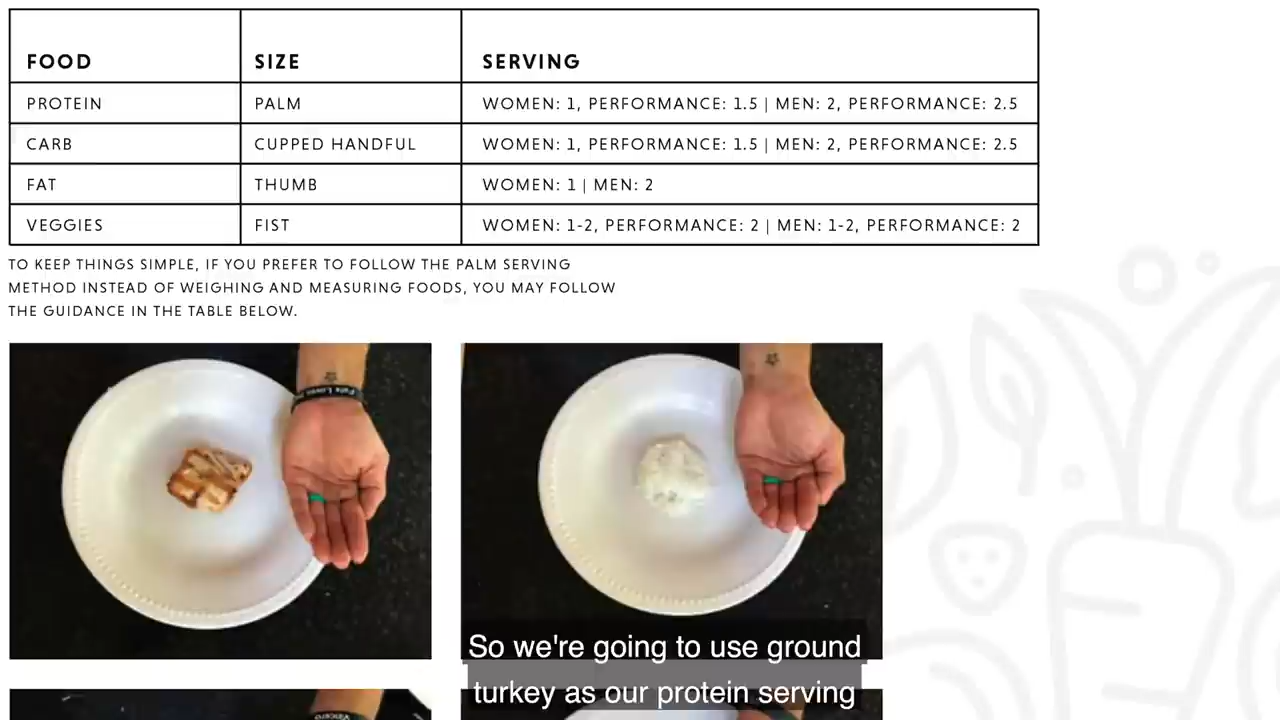 FOOD SIZE SERVING
PROTEIN PALM WOMEN: 1, PERFORMANCE: 1.5 | MEN: 2, PERFORMANCE: 2.5
CARB CUPPED HANDFUL WOMEN: 1, PERFORMANCE: 1.5 | MEN: 2, PERFORMANCE: 2.5
FAT THUMB WOMEN: 1 | MEN: 2
VEGGIES FIST WOMEN: 1-2, PERFORMANCE: 2 | MEN: 1-2, PERFORMANCE: 2
TO KEEP THINGS SIMPLE, IF YOU PREFER TO FOLLOW THE PALM SERVING
METHOD INSTEAD OF WEIGHING AND MEASURING FOODS, YOU MAY FOLLOW
THE GUIDANCE IN THE TABLE BELOW.
So we're going to use ground
turkey as our protein serving